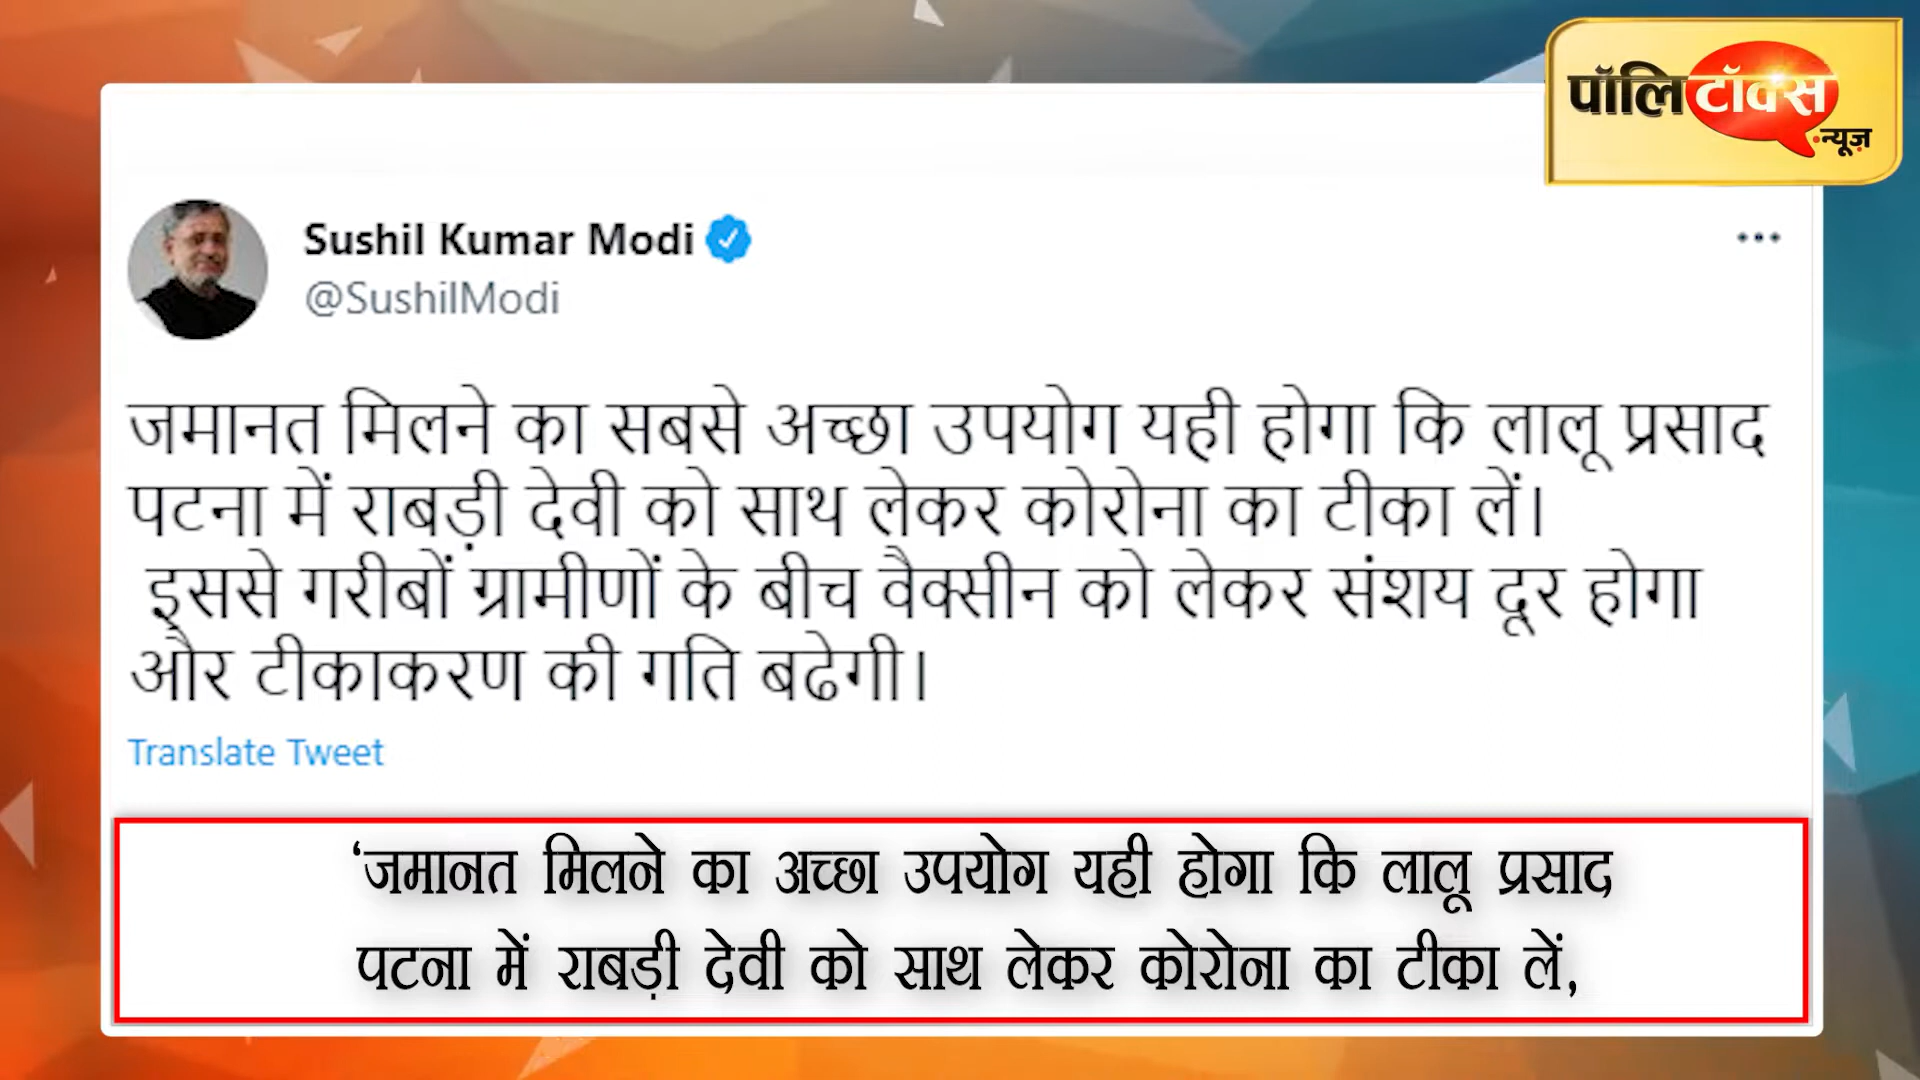 पॉलिटॉक्स
न्यूज़
Sushil Kumar Modi
@SushilModi
जमानत मिलने का सबसे अच्छा उपयोग यही होगा कि लालू प्रसाद
पटना में राबड़ी देवी को साथ लेकर कोरोना का टीका लें।
इससे गरीबों ग्रामीणों के बीच वैक्सीन को लेकर संशय दूर होगा
और टीकाकरण की गति बढेगी।
Translate Tweet
‘जमानत मिलने का अच्छा उपयोग यही होगा कि लालू प्रसाद
पटना में राबड़ी देवी को साथ लेकर कोरोना का टीका लें,